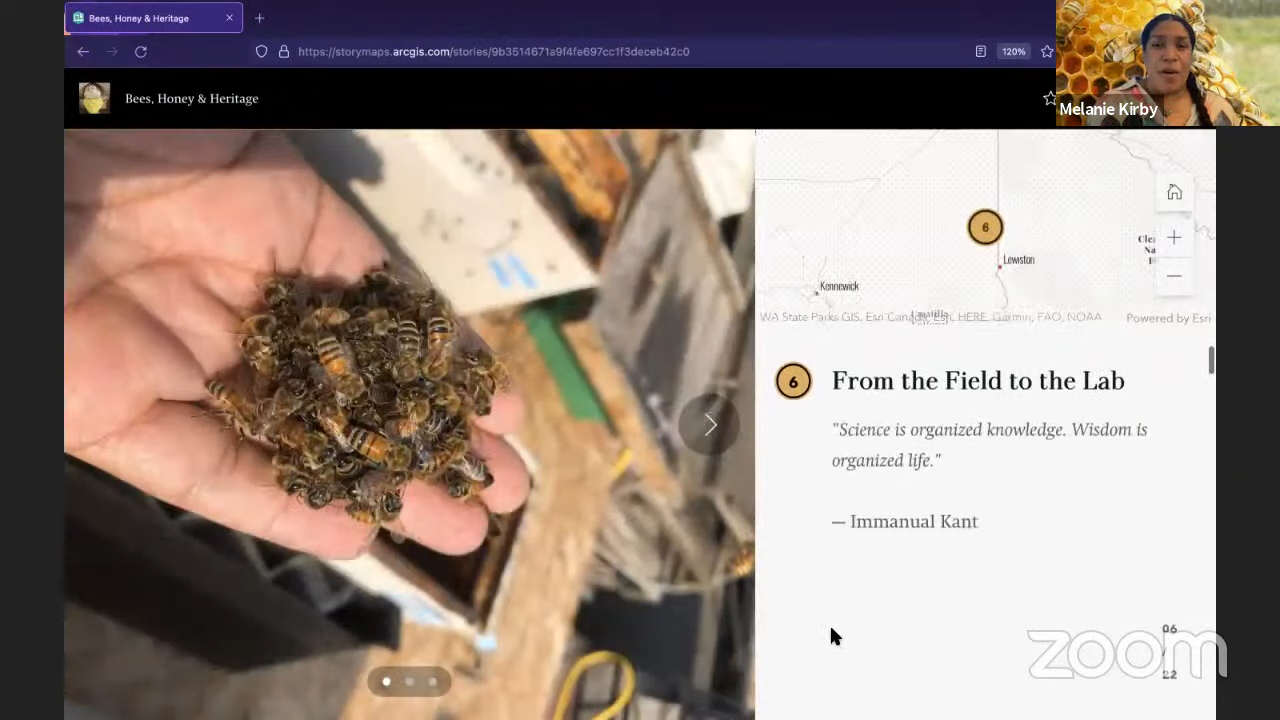 Bees, Honey & Heritage
https://storymaps.arcgis.com/stories/9b3514671a9f4fe697cc1f3deceb42c0
120%
Bees, Honey & Heritage
Melanie Kirby
6
Lewiston
Kennewick
WA State Parks GIS, Esri Canada, Esri, HERE, Garmin, FAO, NOAA
Powered by Esri
6 From the Field to the Lab
"Science is organized knowledge. Wisdom is
organized life."
— Immanual Kant
06
/
22
zoom